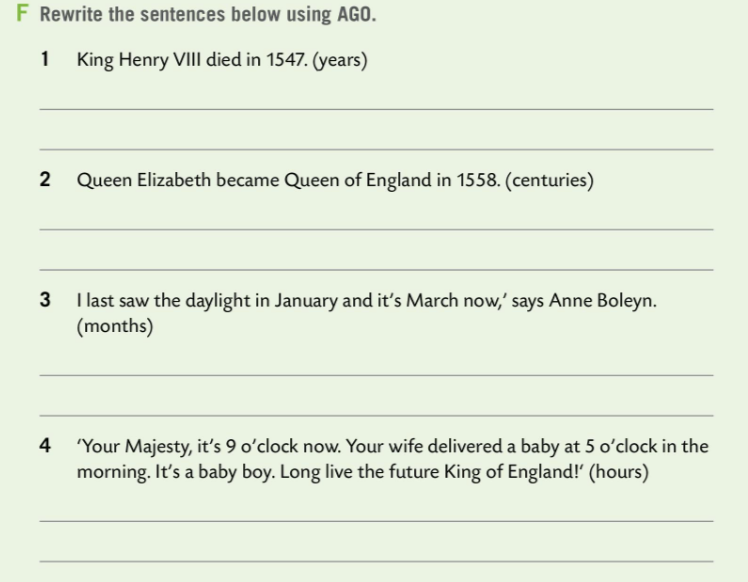 F Rewrite the sentences below using AGO.
1 King Henry VIII died in 1547. (years)
2 Queen Elizabeth became Queen of England in 1558. (centuries)
3 I last saw the daylight in January and it's March now,' says Anne Boleyn.
(months)
4 ‘Your Majesty, it's 9 o'clock now. Your wife delivered a baby at 5 o'clock in the
morning. It's a baby boy. Long live the future King of England!‘ (hours)